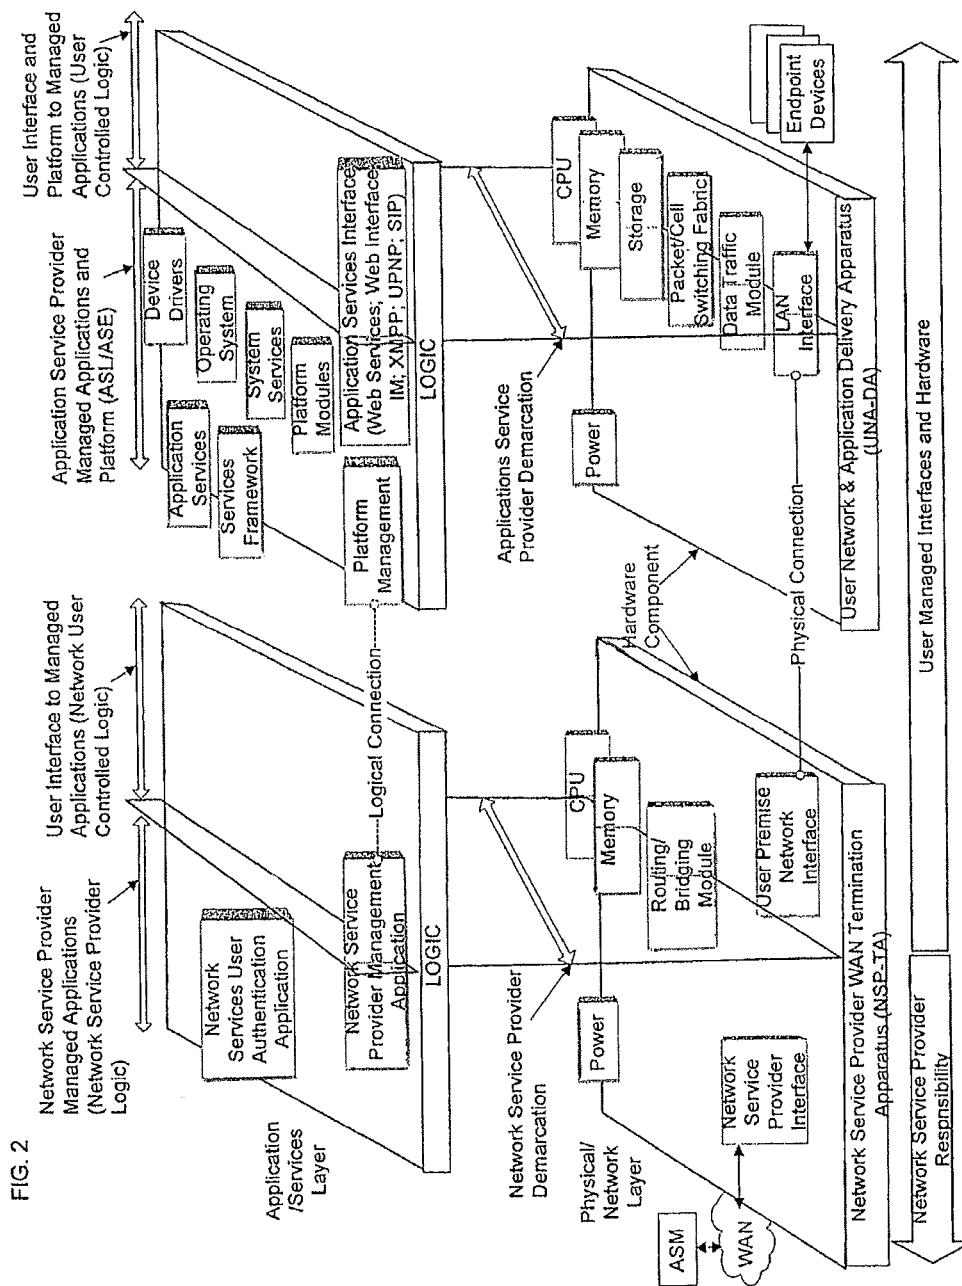 FIG. 2
Network Service Provider
Managed Applications
(Network Service Provider
Logic)
User Interface to Managed
Applications (Network User
Controlled Logic)
Application Service Provider
Managed Applications and
Platform (ASL/ASE)
User Interface and
Platform to Managed
Applications (User
Controlled Logic)
Application
/Services
Layer
Network
Services User
Authentication
Application
Network Service
Provider Management
Application
LOGIC
Logical Connection
Application
Services
Services
Framework
Platform
Management
Device
Drivers
Operating
System
System
Services
Platform
Modules
Application Services Interface
(Web Services; Web Interface
IM; XMPP; UPNP; SIP)
LOGIC
Network Service Provider
Demarcation
Applications Service
Provider Demarcation
Physical/
Network
Layer
ASM
WAN
Network
Service
Provider
Interface
Power
CPU
Memory
Routing/
Bridging
Module
User Premise
Network
Interface
Network Service Provider WAN Termination
Apparatus (NSP-TA)
Hardware
Component
Physical Connection
Power
CPU
Memory
Storage
Packet/Cell
Switching Fabric
Data Traffic
Module
LAN
Interface
Endpoint
Devices
User Network & Application Delivery Apparatus
(UNA-DA)
Network Service Provider
Respnsibility
User Managed Interfaces and Hardware